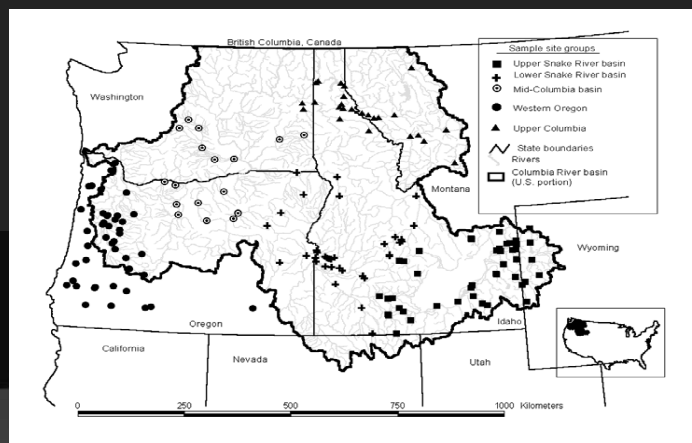 British Columbia, Canada
Washington
Montana
Wyoming
Oregon
Idaho
California
Nevada
Utah
Sample site groups
Upper Snake River basin
Lower Snake River basin
Mid-Columbia basin
Western Oregon
Upper Columbia
State boundaries
Rivers
Columbia River basin
(U.S. portion)
0 250 500 750 1000 Kilometers